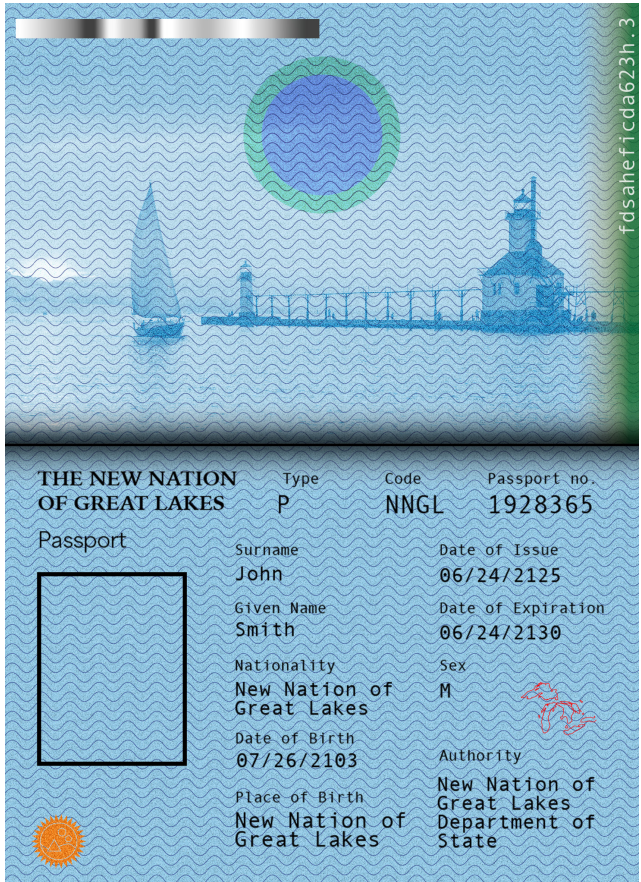 fdsaheficda623h.3
THE NEW NATION
OF GREAT LAKES
Passport
Type
P
Code
NNGL
Passport no.
1928365
Surname
John
Given Name
Smith
Nationality
New Nation of
Great Lakes
Date of Birth
07/26/2103
Place of Birth
New Nation of
Great Lakes
Date of Issue
06/24/2125
Date of Expiration
06/24/2130
Sex
M
Authority
New Nation of
Great Lakes
Department of
State